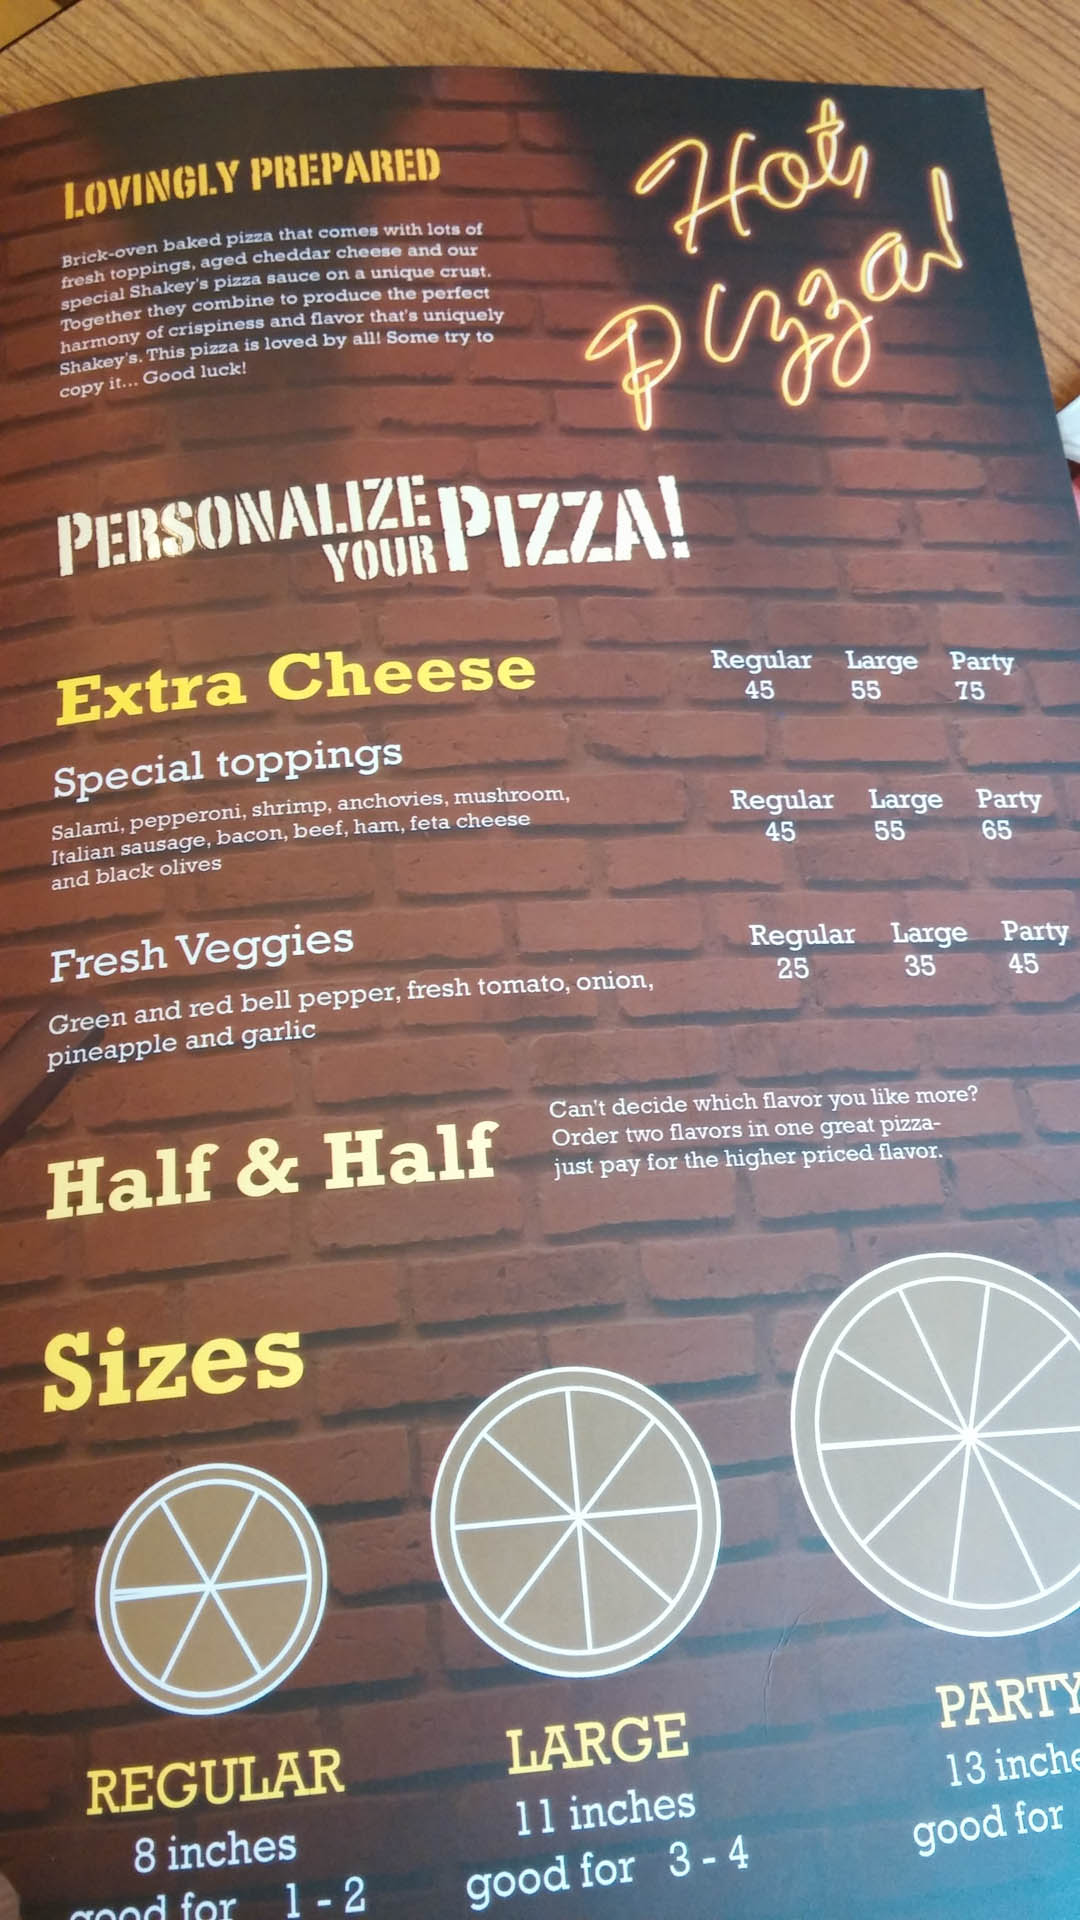 LOVINGLY PREPARED
Brick-oven baked pizza that comes with lots of
fresh toppings, aged cheddar cheese and our
special Shakey's pizza sauce on a unique crust.
Together they combine to produce the perfect
harmony of crispiness and flavor that's uniquely
Shakey's. This pizza is loved by all! Some try to
copy it... Good luck!
Hot
Pizza!
PERSONALIZE
YOUR PIZZA!
Extra Cheese
Regular Large Party
45 55 75
Special toppings
Salami, pepperoni, shrimp, anchovies, mushroom,
Italian sausage, bacon, beef, ham, feta cheese
and black olives
Regular Large Party
45 55 65
Fresh Veggies
Green and red bell pepper, fresh tomato, onion,
pineapple and garlic
Regular Large Party
25 35 45
Half & Half
Can't decide which flavor you like more?
Order two flavors in one great pizza-
just pay for the higher priced flavor.
Sizes
REGULAR
8 inches
good for 1 - 2
LARGE
11 inches
good for 3 - 4
PARTY
13 inche
good for